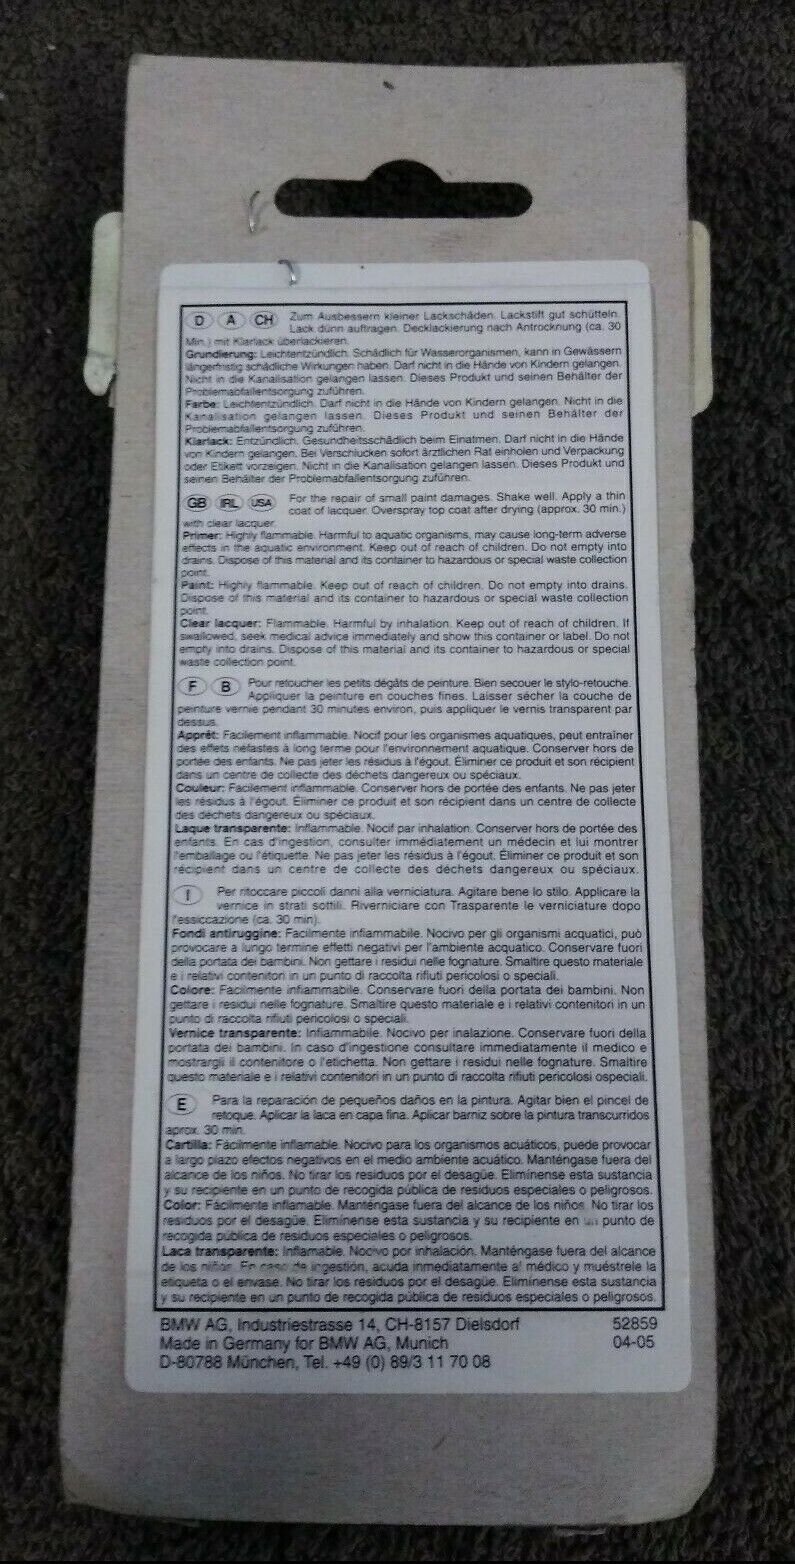 D A CH Zum Ausbessern kleiner Lackschäden. Lackstift gut schütteln.
Lack dünn auftragen. Decklackierung nach Antrocknung (ca. 30
Min.) mit Klarlack überlackieren.
Grundierung: Leichtentzündlich. Schädlich für Wasserorganismen, kann in Gewässern
längerfristig schädliche Wirkungen haben. Darf nicht in die Hände von Kindern gelangen.
Nicht in die Kanalisation gelangen lassen. Dieses Produkt und seinen Behälter der
Problemabfallentsorgung zuführen.
Farbe: Leichtentzündlich. Darf nicht in die Hände von Kindern gelangen. Nicht in die
Kanalisation gelangen lassen. Dieses Produkt und seinen Behälter der
Problemabfallentsorgung zuführen.
Klarlack: Entzündlich. Gesundheitsschädlich beim Einatmen. Darf nicht in die Hände
von Kindern gelangen. Bei Verschlucken sofort ärztlichen Rat einholen und Verpackung
oder Etikett vorzeigen. Nicht in die Kanalisation gelangen lassen. Dieses Produkt und
seinen Behälter der Problemabfallentsorgung zuführen.
GB IRL USA For the repair of small paint damages. Shake well. Apply a thin
coat of lacquer. Overspray top coat after drying (approx. 30 min.)
with clear lacquer.
Primer: Highly flammable. Harmful to aquatic organisms, may cause long-term adverse
effects in the aquatic environment. Keep out of reach of children. Do not empty into
drains. Dispose of this material and its container to hazardous or special waste collection
point.
Paint: Highly flammable. Keep out of reach of children. Do not empty into drains.
Dispose of this material and its container to hazardous or special waste collection
point.
Clear lacquer: Flammable. Harmful by inhalation. Keep out of reach of children. If
swallowed, seek medical advice immediately and show this container or label. Do not
empty into drains. Dispose of this material and its container to hazardous or special
waste collection point.
F B Pour retoucher les petits dégâts de peinture. Bien secouer le stylo-retouche.
Appliquer la peinture en couches fines. Laisser sécher la couche de
peinture vernie pendant 30 minutes environ, puis appliquer le vernis transparent par
dessus.
Apprêt: Facilement inflammable. Nocif pour les organismes aquatiques, peut entraîner
des effets néfastes à long terme pour l'environnement aquatique. Conserver hors de
portée des enfants. Ne pas jeter les résidus à l'égout. Éliminer ce produit et son récipient
dans un centre de collecte des déchets dangereux ou spéciaux.
Couleur: Facilement inflammable. Conserver hors de portée des enfants. Ne pas jeter
les résidus à l'égout. Éliminer ce produit et son récipient dans un centre de collecte
des déchets dangereux ou spéciaux.
Laque transparente: Inflammable. Nocif par inhalation. Conserver hors de portée des
enfants. En cas d'ingestion, consulter immédiatement un médecin et lui montrer
l'emballage ou l'étiquette. Ne pas jeter les résidus à l'égout. Éliminer ce produit et son
récipient dans un centre de collecte des déchets dangereux ou spéciaux.
I Per ritoccare piccoli danni alla verniciatura. Agitare bene lo stilo. Applicare la
vernice in strati sottili. Riverniciare con Trasparente le verniciature dopo
l'essiccazione (ca. 30 min).
Fondi antiruggine: Facilmente infiammabile. Nocivo per gli organismi acquatici, può
provocare a lungo termine effetti negativi per l'ambiente acquatico. Conservare fuori
della portata dei bambini. Non gettare i residui nelle fognature. Smaltire questo materiale
e i relativi contenitori in un punto di raccolta rifiuti pericolosi o speciali.
Colore: Facilmente infiammabile. Conservare fuori della portata dei bambini. Non
gettare i residui nelle fognature. Smaltire questo materiale e i relativi contenitori in un
punto di raccolta rifiuti pericolosi o speciali.
Vernice transparente: Infiammabile. Nocivo per inalazione. Conservare fuori della
portata dei bambini. In caso d'ingestione consultare immediatamente il medico e
mostrargli il contenitore o l'etichetta. Non gettare i residui nelle fognature. Smaltire
questo materiale e i relativi contenitori in un punto di raccolta rifiuti pericolosi ospeciali.
E Para la reparación de pequeños daños en la pintura. Agitar bien el pincel de
retoque. Aplicar la laca en capa fina. Aplicar barniz sobre la pintura transcurridos
aprox. 30 min.
Cartilla: Fácilmente inflamable. Nocivo para los organismos acuáticos, puede provocar
a largo plazo efectos negativos en el medio ambiente acuático. Manténgase fuera del
alcance de los niños. No tirar los residuos por el desagüe. Elimínense esta sustancia
y su recipiente en un punto de recogida pública de residuos especiales o peligrosos.
Color: Fácilmente inflamable. Manténgase fuera del alcance de los niños. No tirar los
residuos por el desagüe. Elimínense esta sustancia y su recipiente en un punto de
recogida pública de residuos especiales o peligrosos.
Laca transparente: Inflamable. Nocivo por inhalación. Manténgase fuera del alcance
de los niños. En caso de ingestión, acuda inmediatamente al médico y muéstrele la
etiqueta o el envase. No tirar los residuos por el desagüe. Elimínense esta sustancia
y su recipiente en un punto de recogida pública de residuos especiales o peligrosos.
BMW AG, Industriestrasse 14, CH-8157 Dielsdorf 52859
Made in Germany for BMW AG, Munich 04-05
D-80788 München, Tel. +49 (0) 89/3 11 70 08